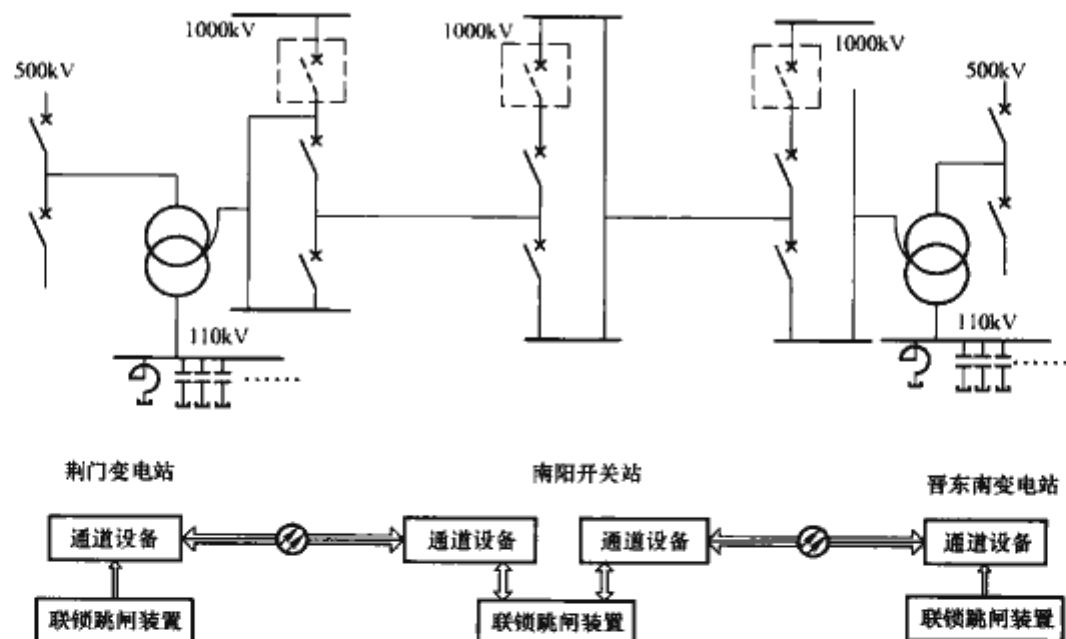 1000kV
1000kV
1000kV
500kV
500kV
110kV
......
110kV
......
荆门变电站
南阳开关站
晋东南变电站
通道设备
通道设备
通道设备
通道设备
联锁跳闸装置
联锁跳闸装置
联锁跳闸装置